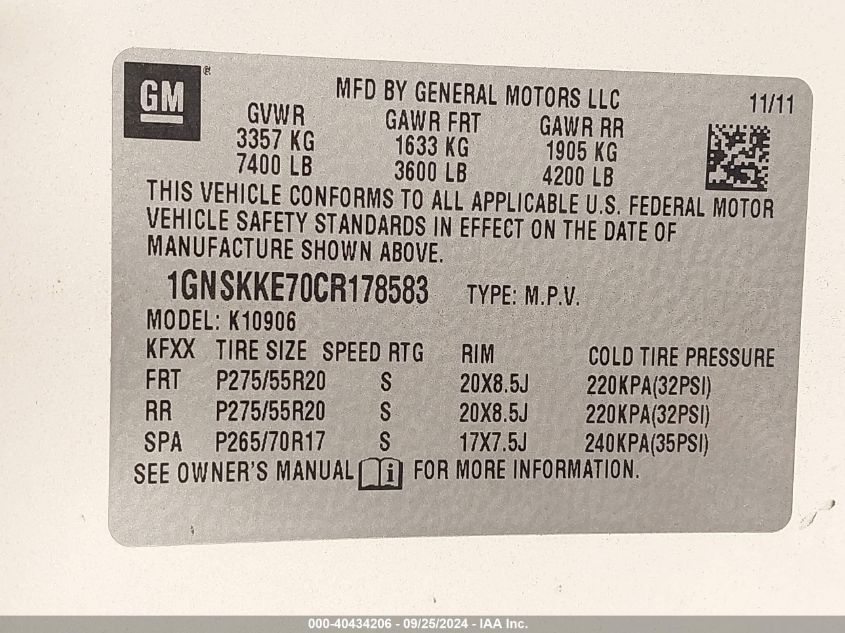 GM ®
MFD BY GENERAL MOTORS LLC 11/11
GVWR GAWR FRT GAWR RR
3357 KG 1633 KG 1905 KG
7400 LB 3600 LB 4200 LB
THIS VEHICLE CONFORMS TO ALL APPLICABLE U.S. FEDERAL MOTOR
VEHICLE SAFETY STANDARDS IN EFFECT ON THE DATE OF
MANUFACTURE SHOWN ABOVE.
1GNSKKE70CR178583 TYPE: M.P.V.
MODEL: K10906
KFXX TIRE SIZE SPEED RTG RIM COLD TIRE PRESSURE
FRT P275/55R20 S 20X8.5J 220KPA(32PSI)
RR P275/55R20 S 20X8.5J 220KPA(32PSI)
SPA P265/70R17 S 17X7.5J 240KPA(35PSI)
SEE OWNER'S MANUAL i FOR MORE INFORMATION.
000-40434206 - 09/25/2024 - IAA Inc.